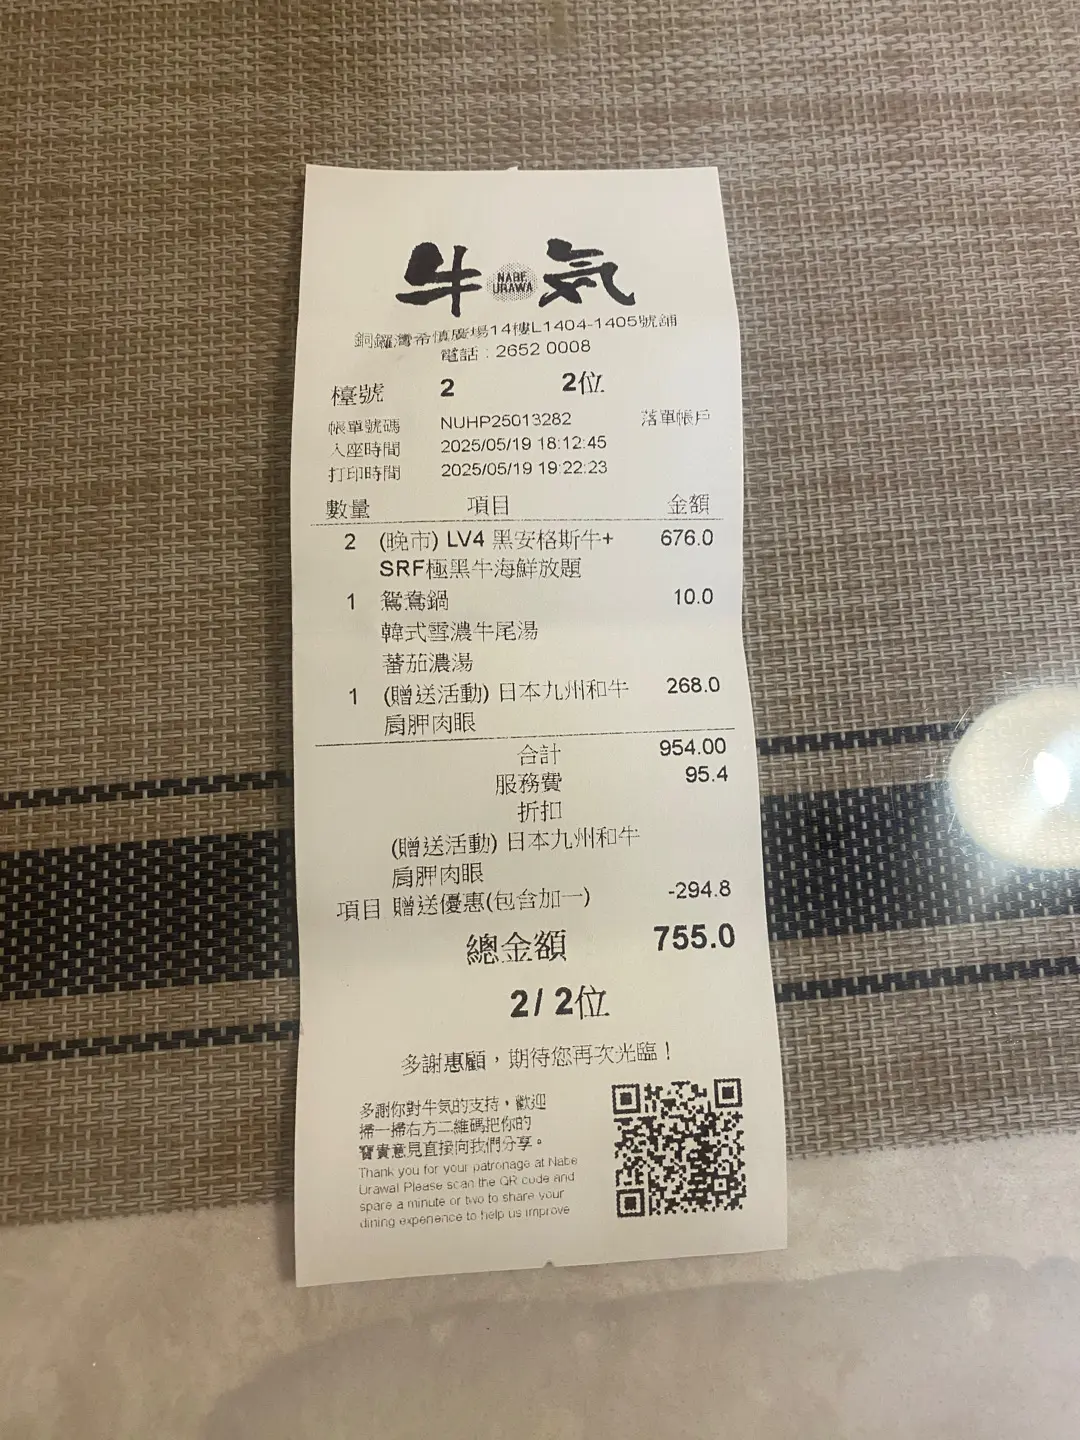 牛 NABE URAWA 気
銅鑼灣希慎廣場14樓L1404-1405號舖
電話：2652 0008
檯號 2 2位
帳單號碼 NUHP25013282 落單帳戶
入座時間 2025/05/19 18:12:45
打印時間 2025/05/19 19:22:23
數量 項目 金額
2 (晚市) LV4 黑安格斯牛+ 676.0
SRF極黑牛海鮮放題
1 鴛鴦鍋 10.0
韓式雪濃牛尾湯
蕃茄濃湯
1 (贈送活動) 日本九州和牛 268.0
肩胛肉眼
合計 954.00
服務費 95.4
折扣
(贈送活動) 日本九州和牛
肩胛肉眼
項目 贈送優惠(包含加一) -294.8
總金額 755.0
2/ 2位
多謝惠顧，期待您再次光臨！
多謝你對牛気的支持，歡迎
掃一掃右方二維碼把你的
寶貴意見直接向我們分享。
Thank you for your patronage at Nabe
Urawa! Please scan the QR code and
spare a minute or two to share your
dining experience to help us improve